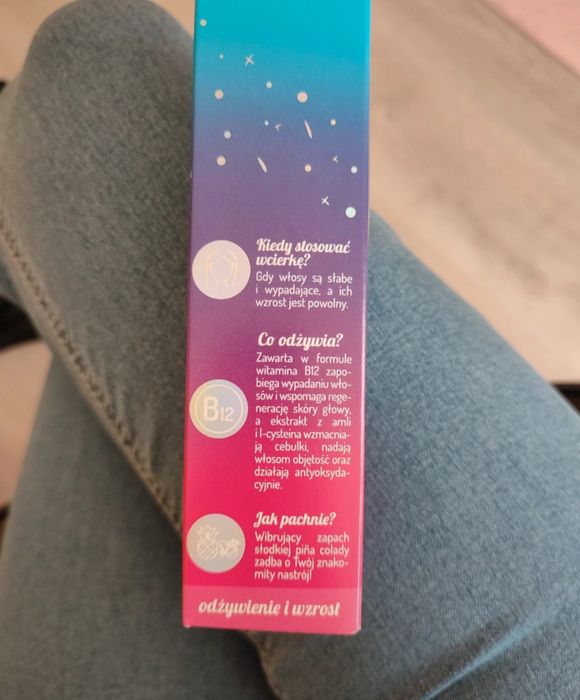 Kiedy stosować
wcierkę?
Gdy włosy są słabe
i wypadające, a ich
wzrost jest powolny.
Co odżywia?
Zawarta w formule
witamina B12 zapo-
biega wypadaniu wło-
sów i wspomaga rege-
nerację skóry głowy,
a ekstrakt z amli
i l-cysteina wzmacnia-
ją cebulki, nadają
włosom objętość oraz
działają antyoksyda-
cyjnie.
B12
Jak pachnie?
Wibrujący zapach
słodkiej piña colady
zadba o Twój znako-
mity nastrój!
odżywienie i wzrost